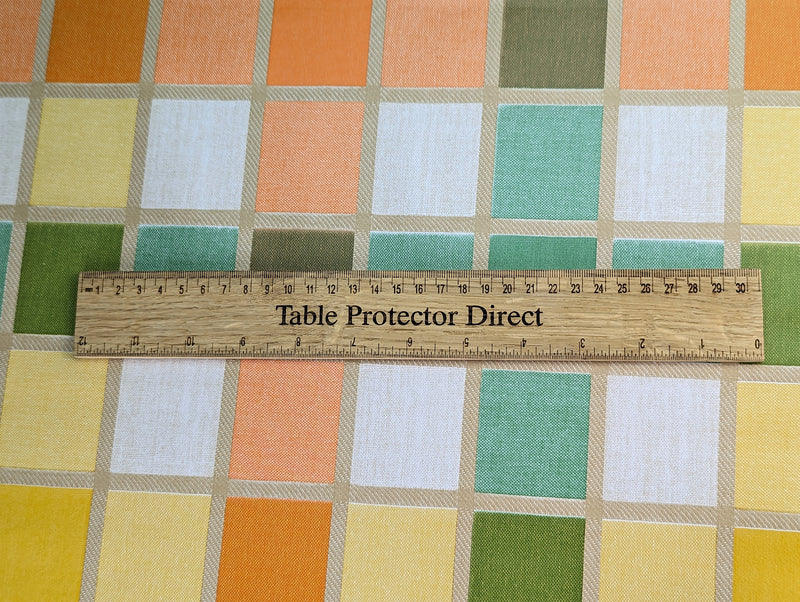 1 2 3 4 5 6 7 8 9 10 11 12 13 14 15 16 17 18 19 20 21 22 23 24 25 26 27 28 29 30
Table Protector Direct
12 11 10 9 8 7 6 5 4 3 2 1 0